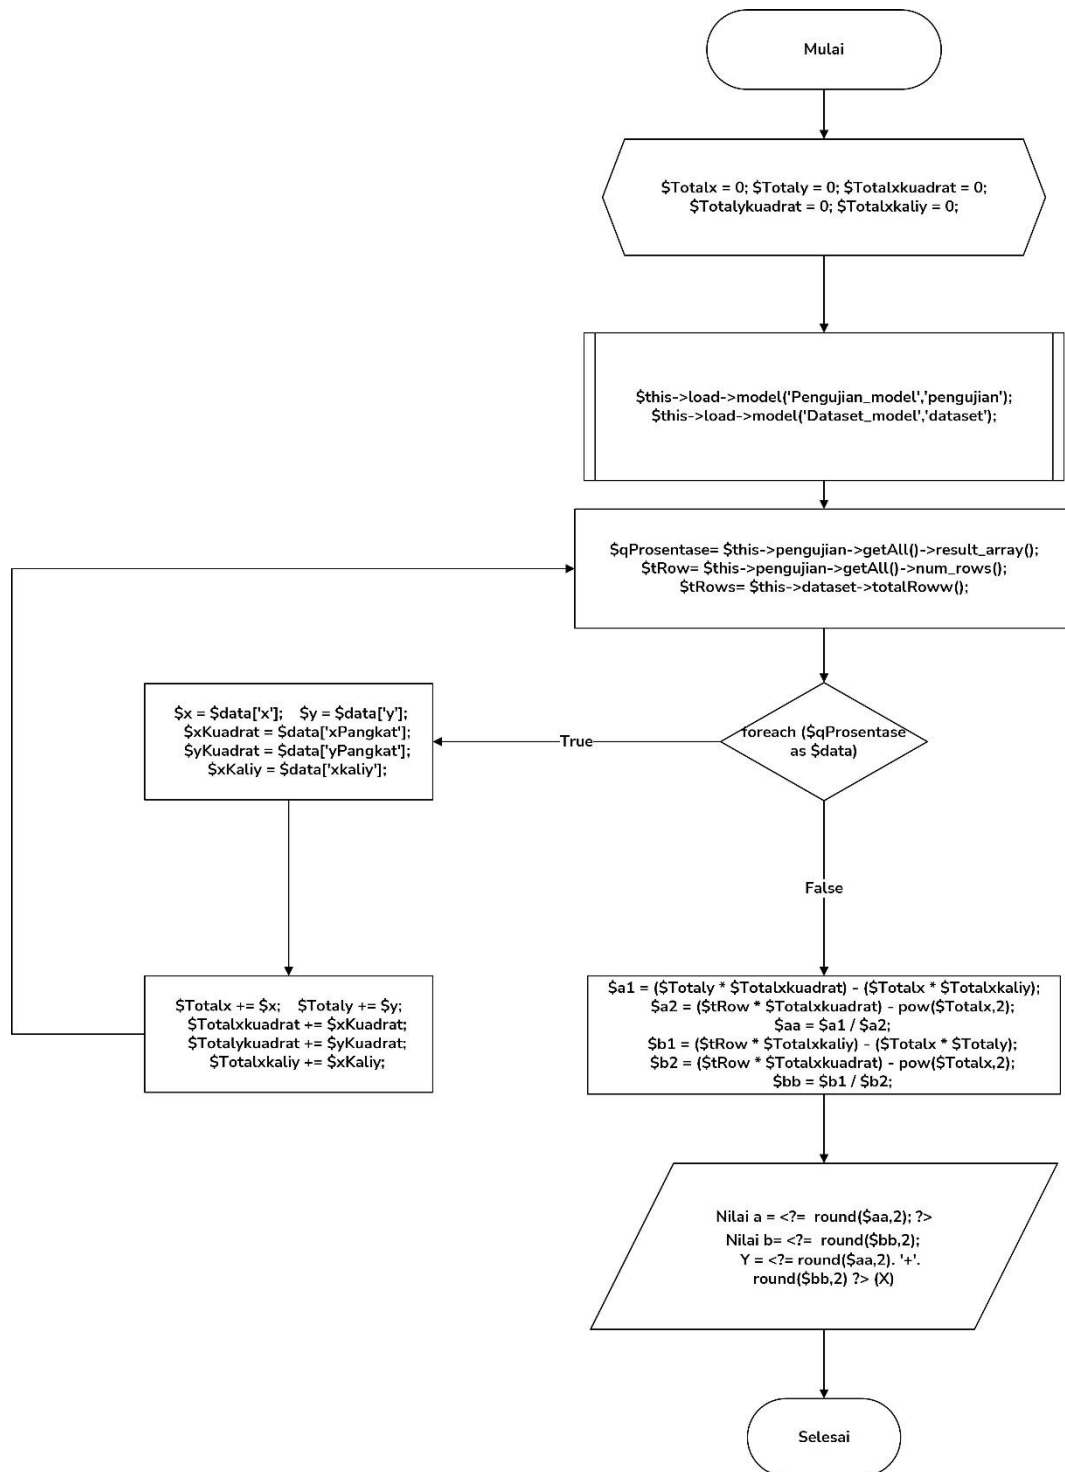 Mulai
$Totalx = 0; $Totaly = 0; $Totalxkuadrat = 0;
$Totalykuadrat = 0; $Totalxkaliy = 0;
$this->load->model('Pengujian_model','pengujian');
$this->load->model('Dataset_model','dataset');
$qProsentase= $this->pengujian->getAll()->result_array();
$tRow= $this->pengujian->getAll()->num_rows();
$tRows= $this->dataset->totalRoww();
foreach ($qProsentase
as $data)
True
$x = $data['x']; $y = $data['y'];
$xKuadrat = $data['xPangkat'];
$yKuadrat = $data['yPangkat'];
$xKaliy = $data['xkaliy'];
$Totalx += $x; $Totaly += $y;
$Totalxkuadrat += $xKuadrat;
$Totalykuadrat += $yKuadrat;
$Totalxkaliy += $xKaliy;
False
$a1 = ($Totaly * $Totalxkuadrat) - ($Totalx * $Totalxkaliy);
$a2 = ($tRow * $Totalxkuadrat) - pow($Totalx,2);
$aa = $a1 / $a2;
$b1 = ($tRow * $Totalxkaliy) - ($Totalx * $Totaly);
$b2 = ($tRow * $Totalxkuadrat) - pow($Totalx,2);
$bb = $b1 / $b2;
Nilai a = <?= round($aa,2); ?>
Nilai b= <?= round($bb,2);
Y = <?= round($aa,2). '+'.
round($bb,2) ?> (X)
Selesai